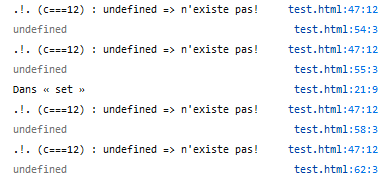 .!. (c===12) : undefined => n'existe pas! test.html:47:12
undefined test.html:54:3
.!. (c===12) : undefined => n'existe pas! test.html:47:12
undefined test.html:55:3
Dans « set » test.html:21:9
.!. (c===12) : undefined => n'existe pas! test.html:47:12
undefined test.html:58:3
.!. (c===12) : undefined => n'existe pas! test.html:47:12
undefined test.html:62:3